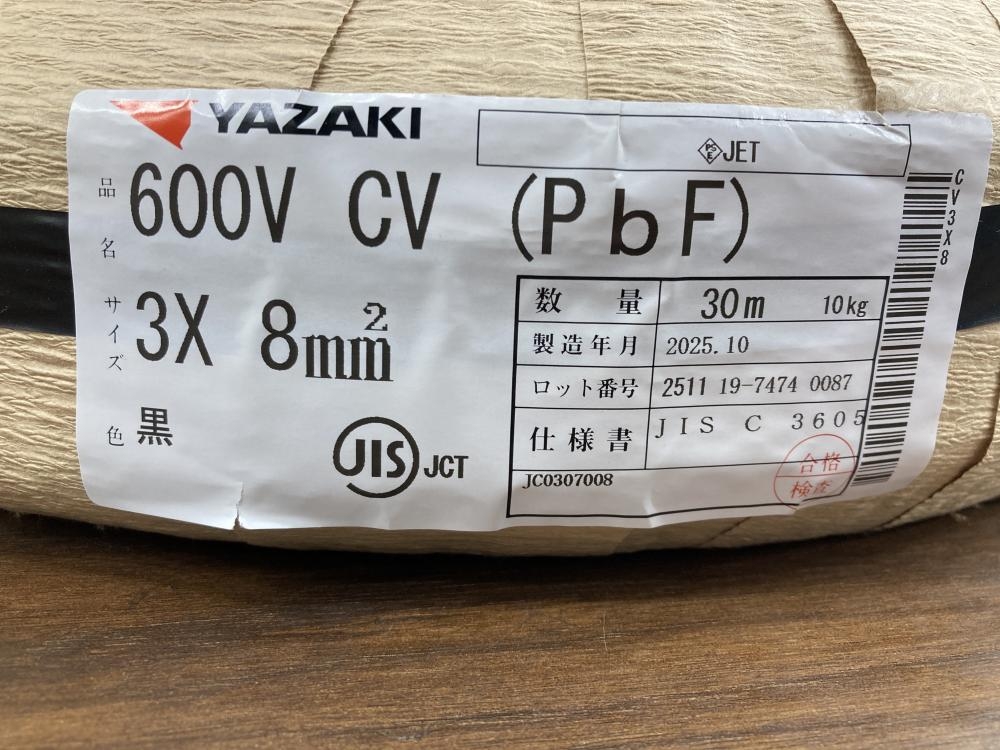 YAZAKI
PSE JET
品名 600V CV (PbF)
サイズ 3X 8mm²
色 黒
JIS JCT
数量 30m 10kg
製造年月 2025.10
ロット番号 2511 19-7474 0087
仕様書 JIS C 3605
JC0307008
合格
検査
CV3X8